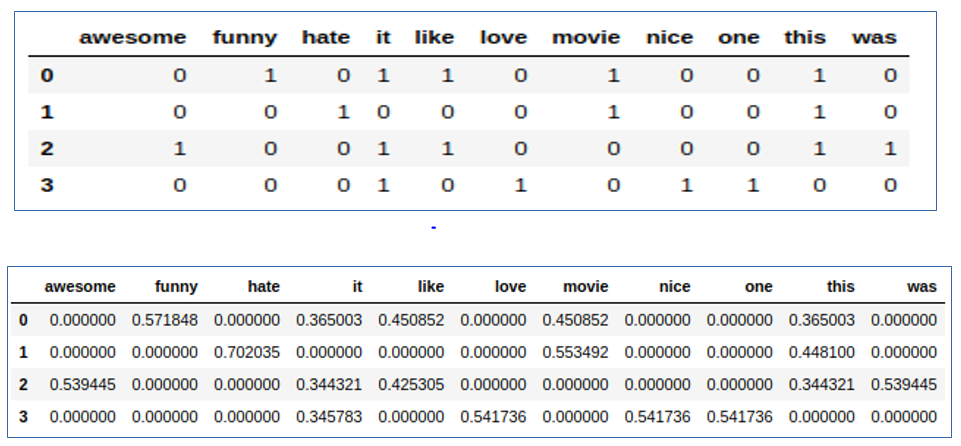 awesome funny hate it like love movie nice one this was
0 0 1 0 1 1 0 1 0 0 1 0
1 0 0 1 0 0 0 1 0 0 1 0
2 1 0 0 1 1 0 0 0 0 1 1
3 0 0 0 1 0 1 0 1 1 0 0
-
awesome funny hate it like love movie nice one this was
0 0.000000 0.571848 0.000000 0.365003 0.450852 0.000000 0.450852 0.000000 0.000000 0.365003 0.000000
1 0.000000 0.000000 0.702035 0.000000 0.000000 0.000000 0.553492 0.000000 0.000000 0.448100 0.000000
2 0.539445 0.000000 0.000000 0.344321 0.425305 0.000000 0.000000 0.000000 0.000000 0.344321 0.539445
3 0.000000 0.000000 0.000000 0.345783 0.000000 0.541736 0.000000 0.541736 0.541736 0.000000 0.000000